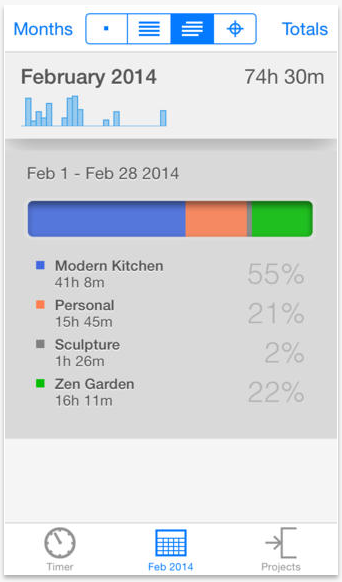 Months
Totals
February 2014
74h 30m
Feb 1 - Feb 28 2014
Modern Kitchen
41h 8m
55%
Personal
15h 45m
21%
Sculpture
1h 26m
2%
Zen Garden
16h 11m
22%
Timer
Feb 2014
Projects